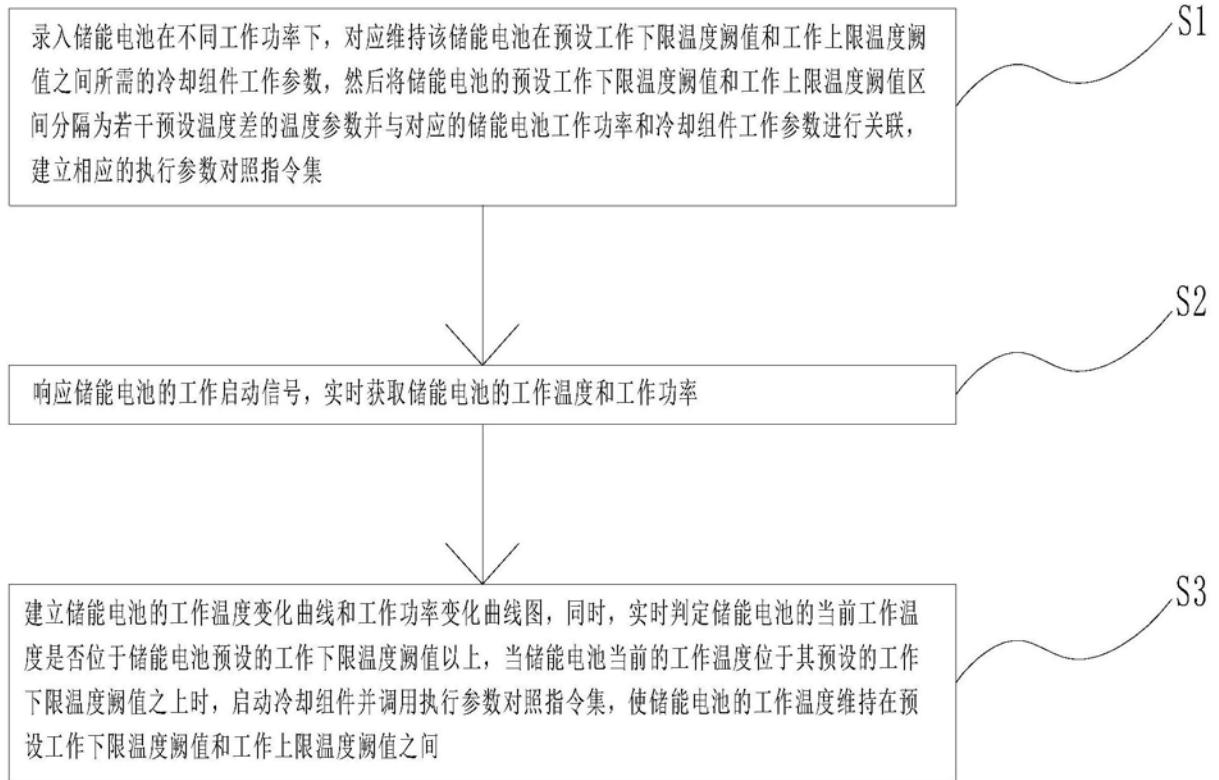 录入储能电池在不同工作功率下，对应维持该储能电池在预设工作下限温度阈值和工作上限温度阈
值之间所需的冷却组件工作参数，然后将储能电池的预设工作下限温度阈值和工作上限温度阈值区
间分隔为若干预设温度差的温度参数并与对应的储能电池工作功率和冷却组件工作参数进行关联，
建立相应的执行参数对照指令集
S1
响应储能电池的工作启动信号，实时获取储能电池的工作温度和工作功率
S2
建立储能电池的工作温度变化曲线和工作功率变化曲线图，同时，实时判定储能电池的当前工作温
度是否位于储能电池预设的工作下限温度阈值以上，当储能电池当前的工作温度位于其预设的工作
下限温度阈值之上时，启动冷却组件并调用执行参数对照指令集，使储能电池的工作温度维持在预
设工作下限温度阈值和工作上限温度阈值之间
S3